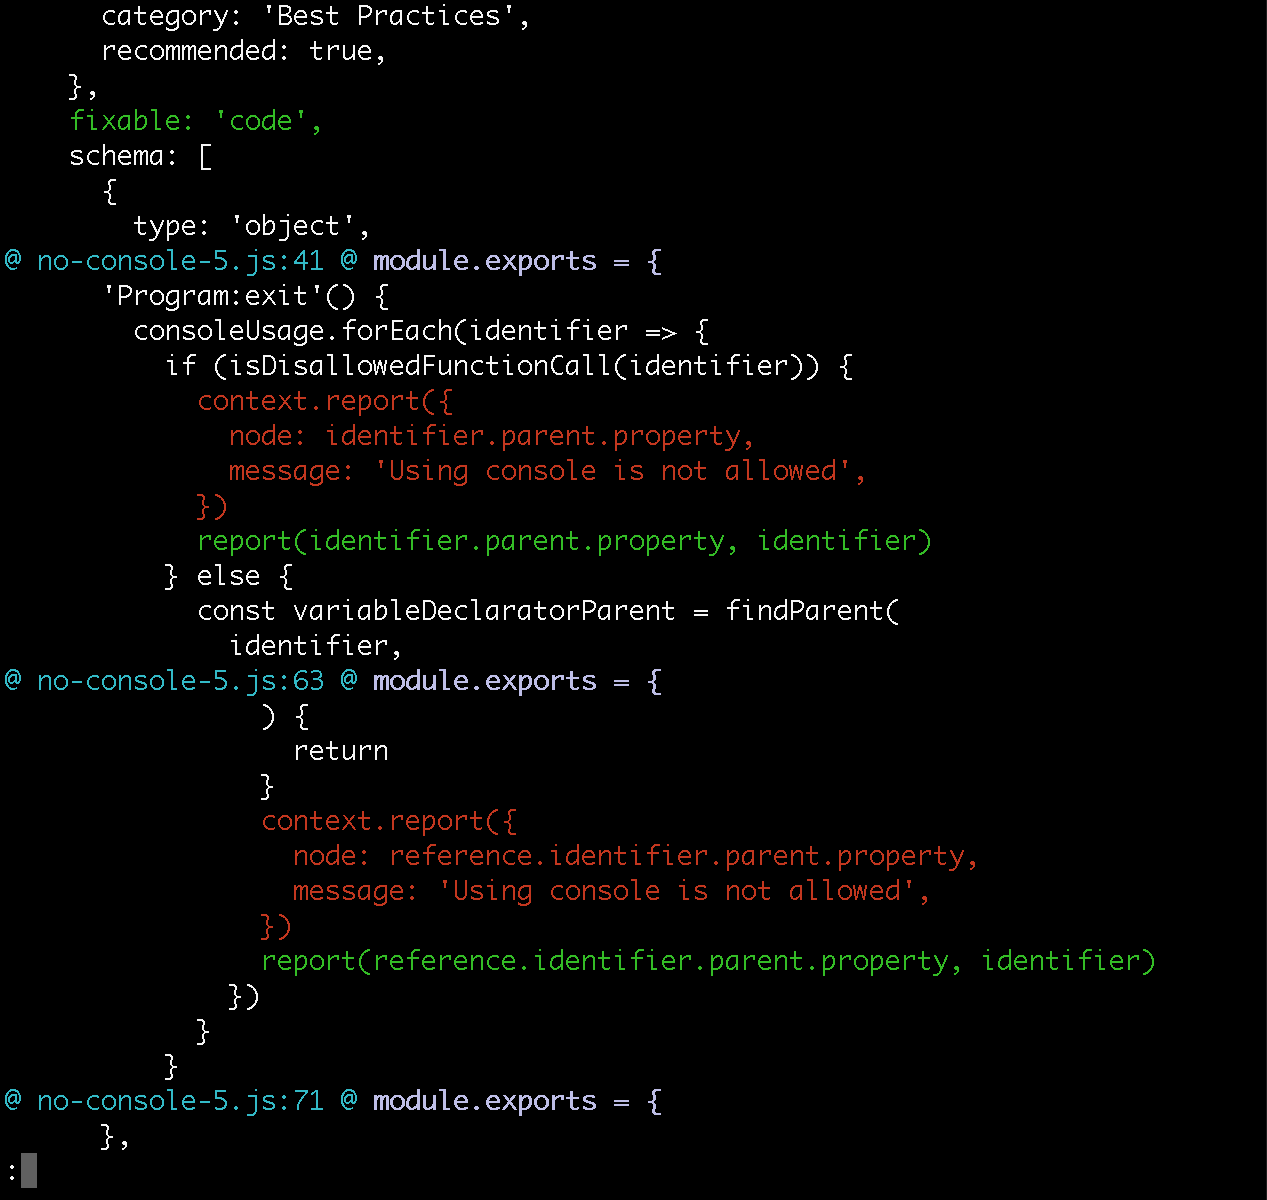 category: 'Best Practices',
recommended: true,
},
fixable: 'code',
schema: [
{
type: 'object',
@ no-console-5.js:41 @ module.exports = {
'Program:exit'() {
consoleUsage.forEach(identifier => {
if (isDisallowedFunctionCall(identifier)) {
context.report({
node: identifier.parent.property,
message: 'Using console is not allowed',
})
report(identifier.parent.property, identifier)
} else {
const variableDeclaratorParent = findParent(
identifier,
@ no-console-5.js:63 @ module.exports = {
) {
return
}
context.report({
node: reference.identifier.parent.property,
message: 'Using console is not allowed',
})
report(reference.identifier.parent.property, identifier)
})
}
}
@ no-console-5.js:71 @ module.exports = {
},
: